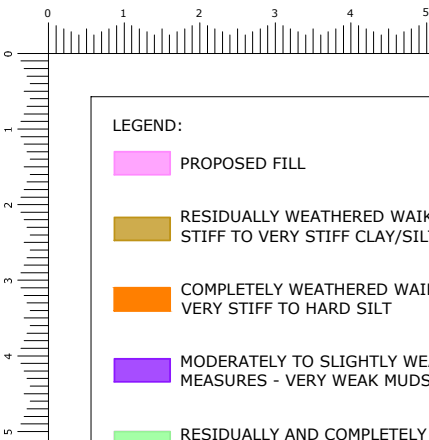 0 1 2 3 4 5
0
1
2
3
4
5
LEGEND:
PROPOSED FILL
RESIDUALLY WEATHERED
STIFF TO VERY STIFF CLAY/SILT
COMPLETELY WEATHERED
VERY STIFF TO HARD SILT
MODERATELY TO SLIGHTLY
MEASURES - VERY WEAK
RESIDUALLY AND COMPLETELY